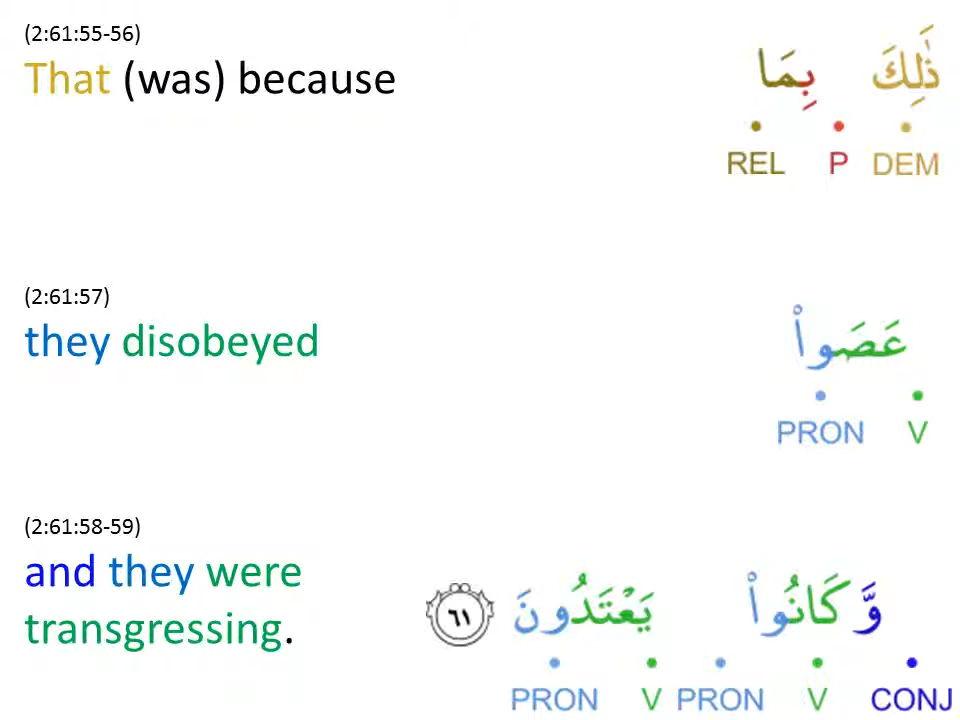 (2:61:55-56)
That (was) because
ذَٰلِكَ بِمَا
REL P DEM
(2:61:57)
they disobeyed
عَصَوا۟
PRON V
(2:61:58-59)
and they were
transgressing.
وَّكَانُوا۟ يَعْتَدُونَ ٦١
PRON V PRON V CONJ